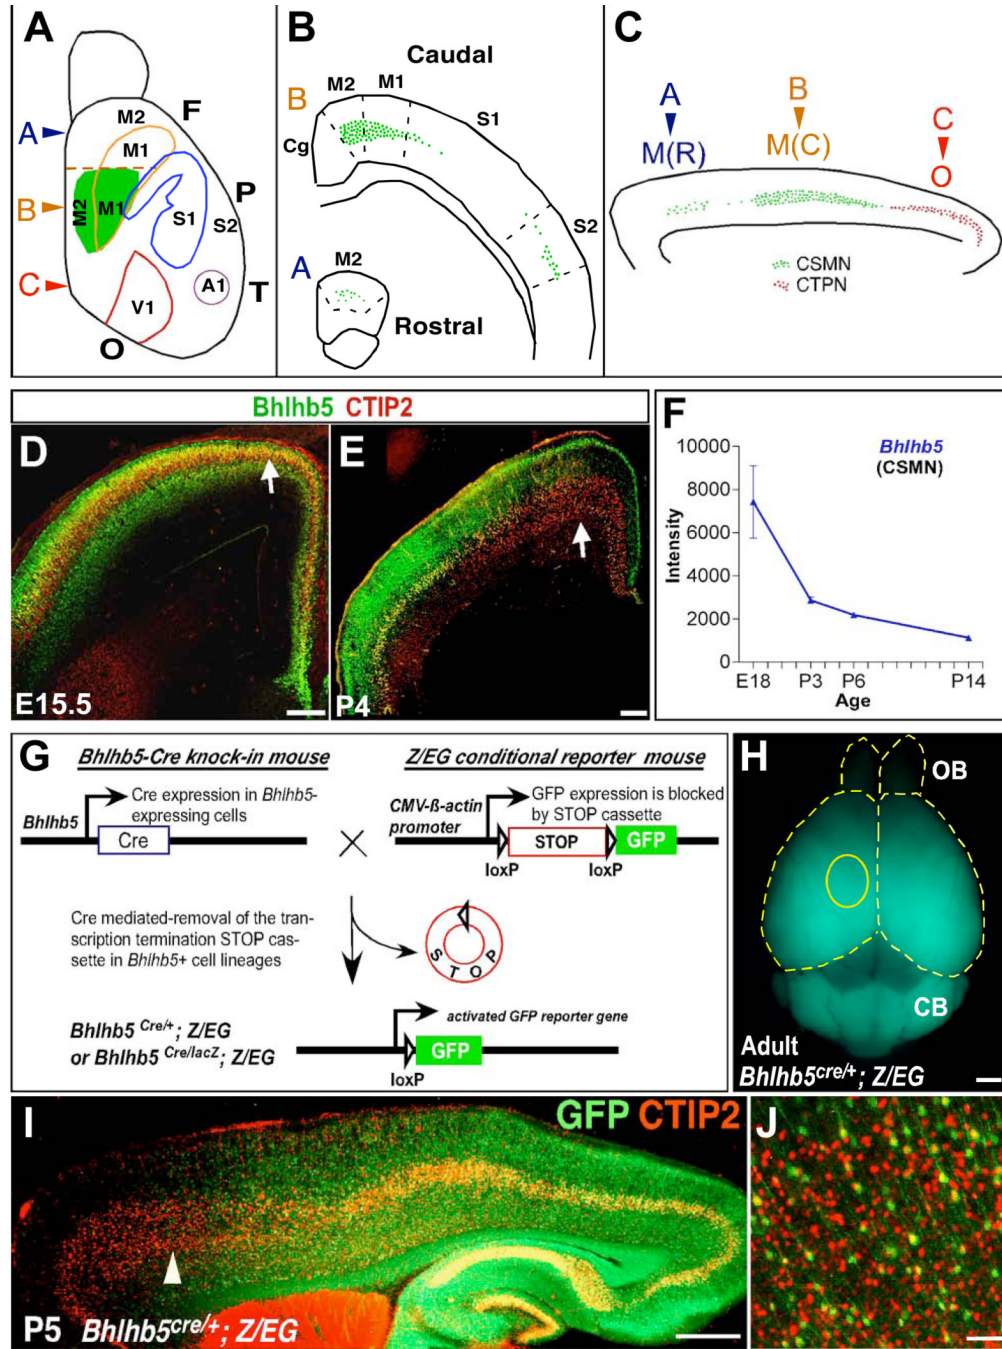 A
M2
F
A
M1
P
B
M2
M1
S1
S2
C
A1
T
V1
O
B
Caudal
B
M2
M1
S1
Cg
S2
A
M2
Rostral
C
A
B
C
M(R)
M(C)
O
CSMN
CTPN
Bhlhb5 CTIP2
D
E15.5
E
P4
F
Bhlhb5
(CSMN)
10000
8000
6000
4000
2000
0
Intensity
E18
P3
P6
P14
Age
G
Bhlhb5-Cre knock-in mouse
Cre expression in Bhlhb5-
expressing cells
Bhlhb5
Cre
Z/EG conditional reporter mouse
CMV-ß-actin
promoter
GFP expression is blocked
by STOP cassette
STOP
GFP
loxP
loxP
Cre mediated-removal of the tran-
scription termination STOP cas-
sette in Bhlhb5+ cell lineages
STOP
Bhlhb5 Cre/+; Z/EG
or Bhlhb5 Cre/lacZ; Z/EG
activated GFP reporter gene
GFP
loxP
H
OB
CB
Adult
Bhlhb5cre/+; Z/EG
I
GFP CTIP2
P5 Bhlhb5cre/+; Z/EG
J